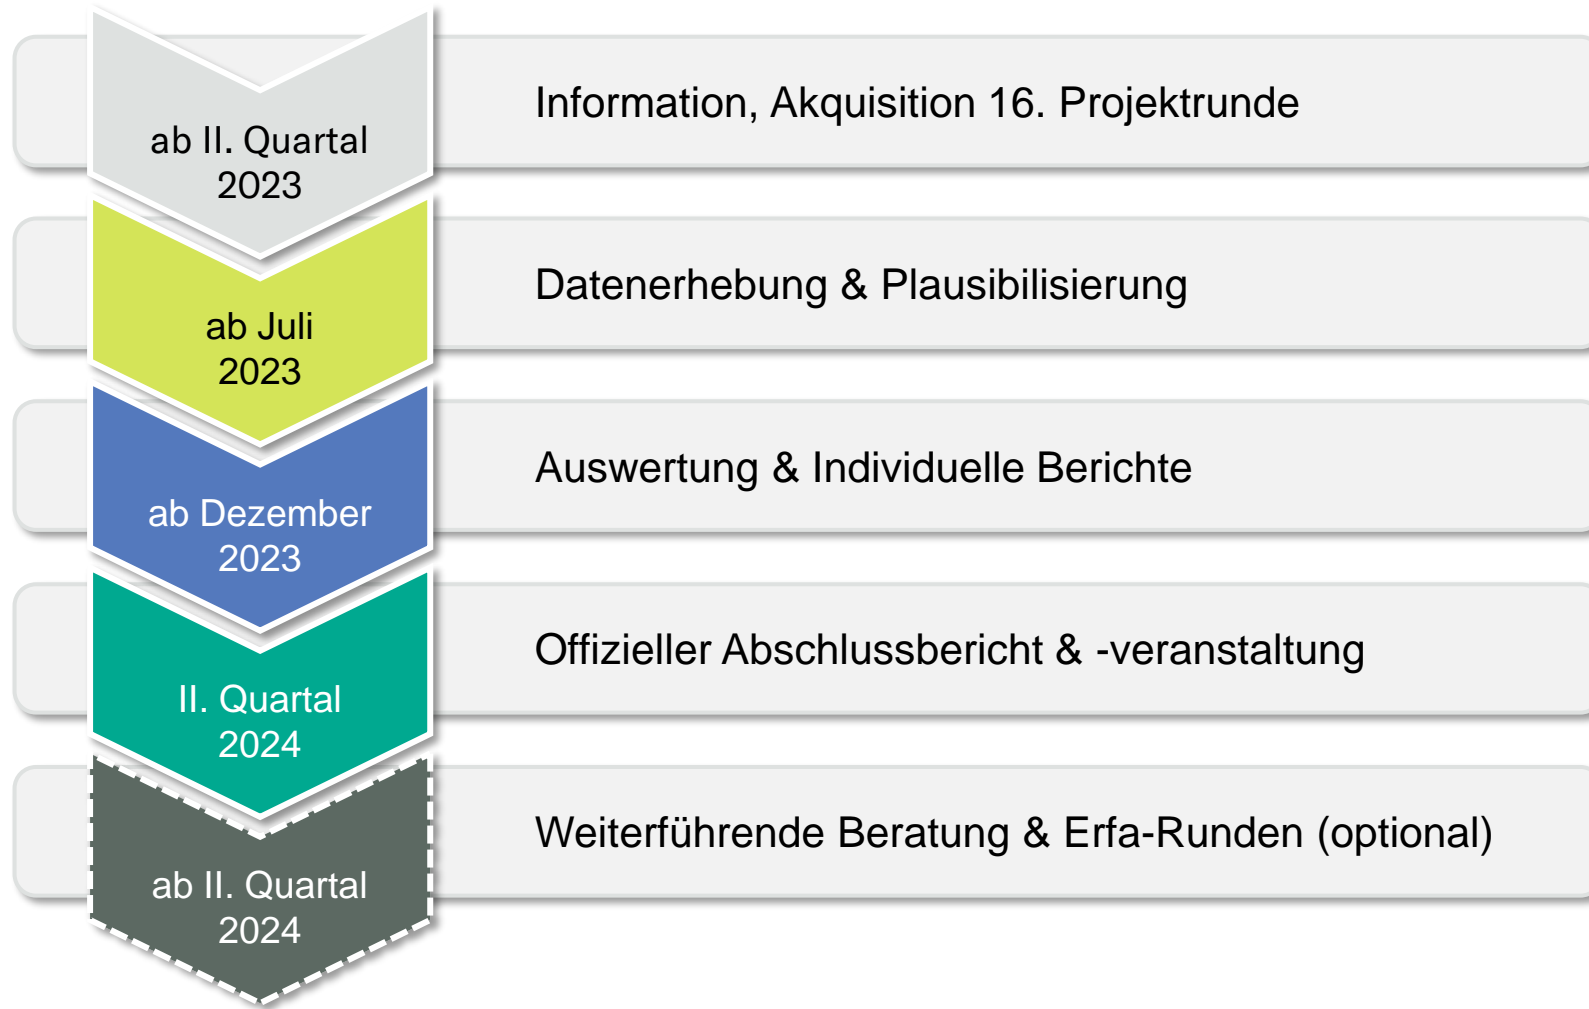 ab II. Quartal
2023
Information, Akquisition 16. Projektrunde
ab Juli
2023
Datenerhebung & Plausibilisierung
ab Dezember
2023
Auswertung & Individuelle Berichte
II. Quartal
2024
Offizieller Abschlussbericht & -veranstaltung
ab II. Quartal
2024
Weiterführende Beratung & Erfa-Runden (optional)